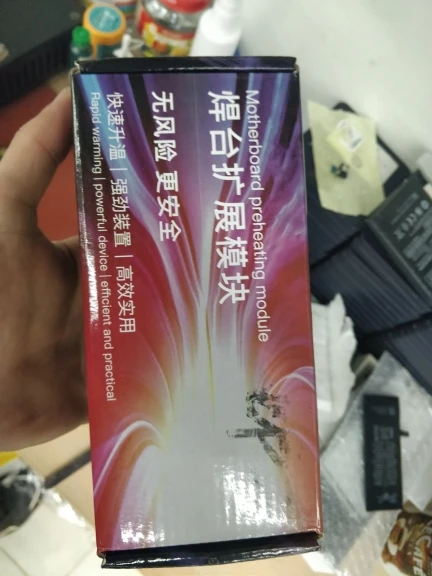 焊台扩展模块
Motherboard preheating module
无风险 更安全
快速升温｜强劲装置｜高效实用
Rapid warming | powerful device | efficient and practical